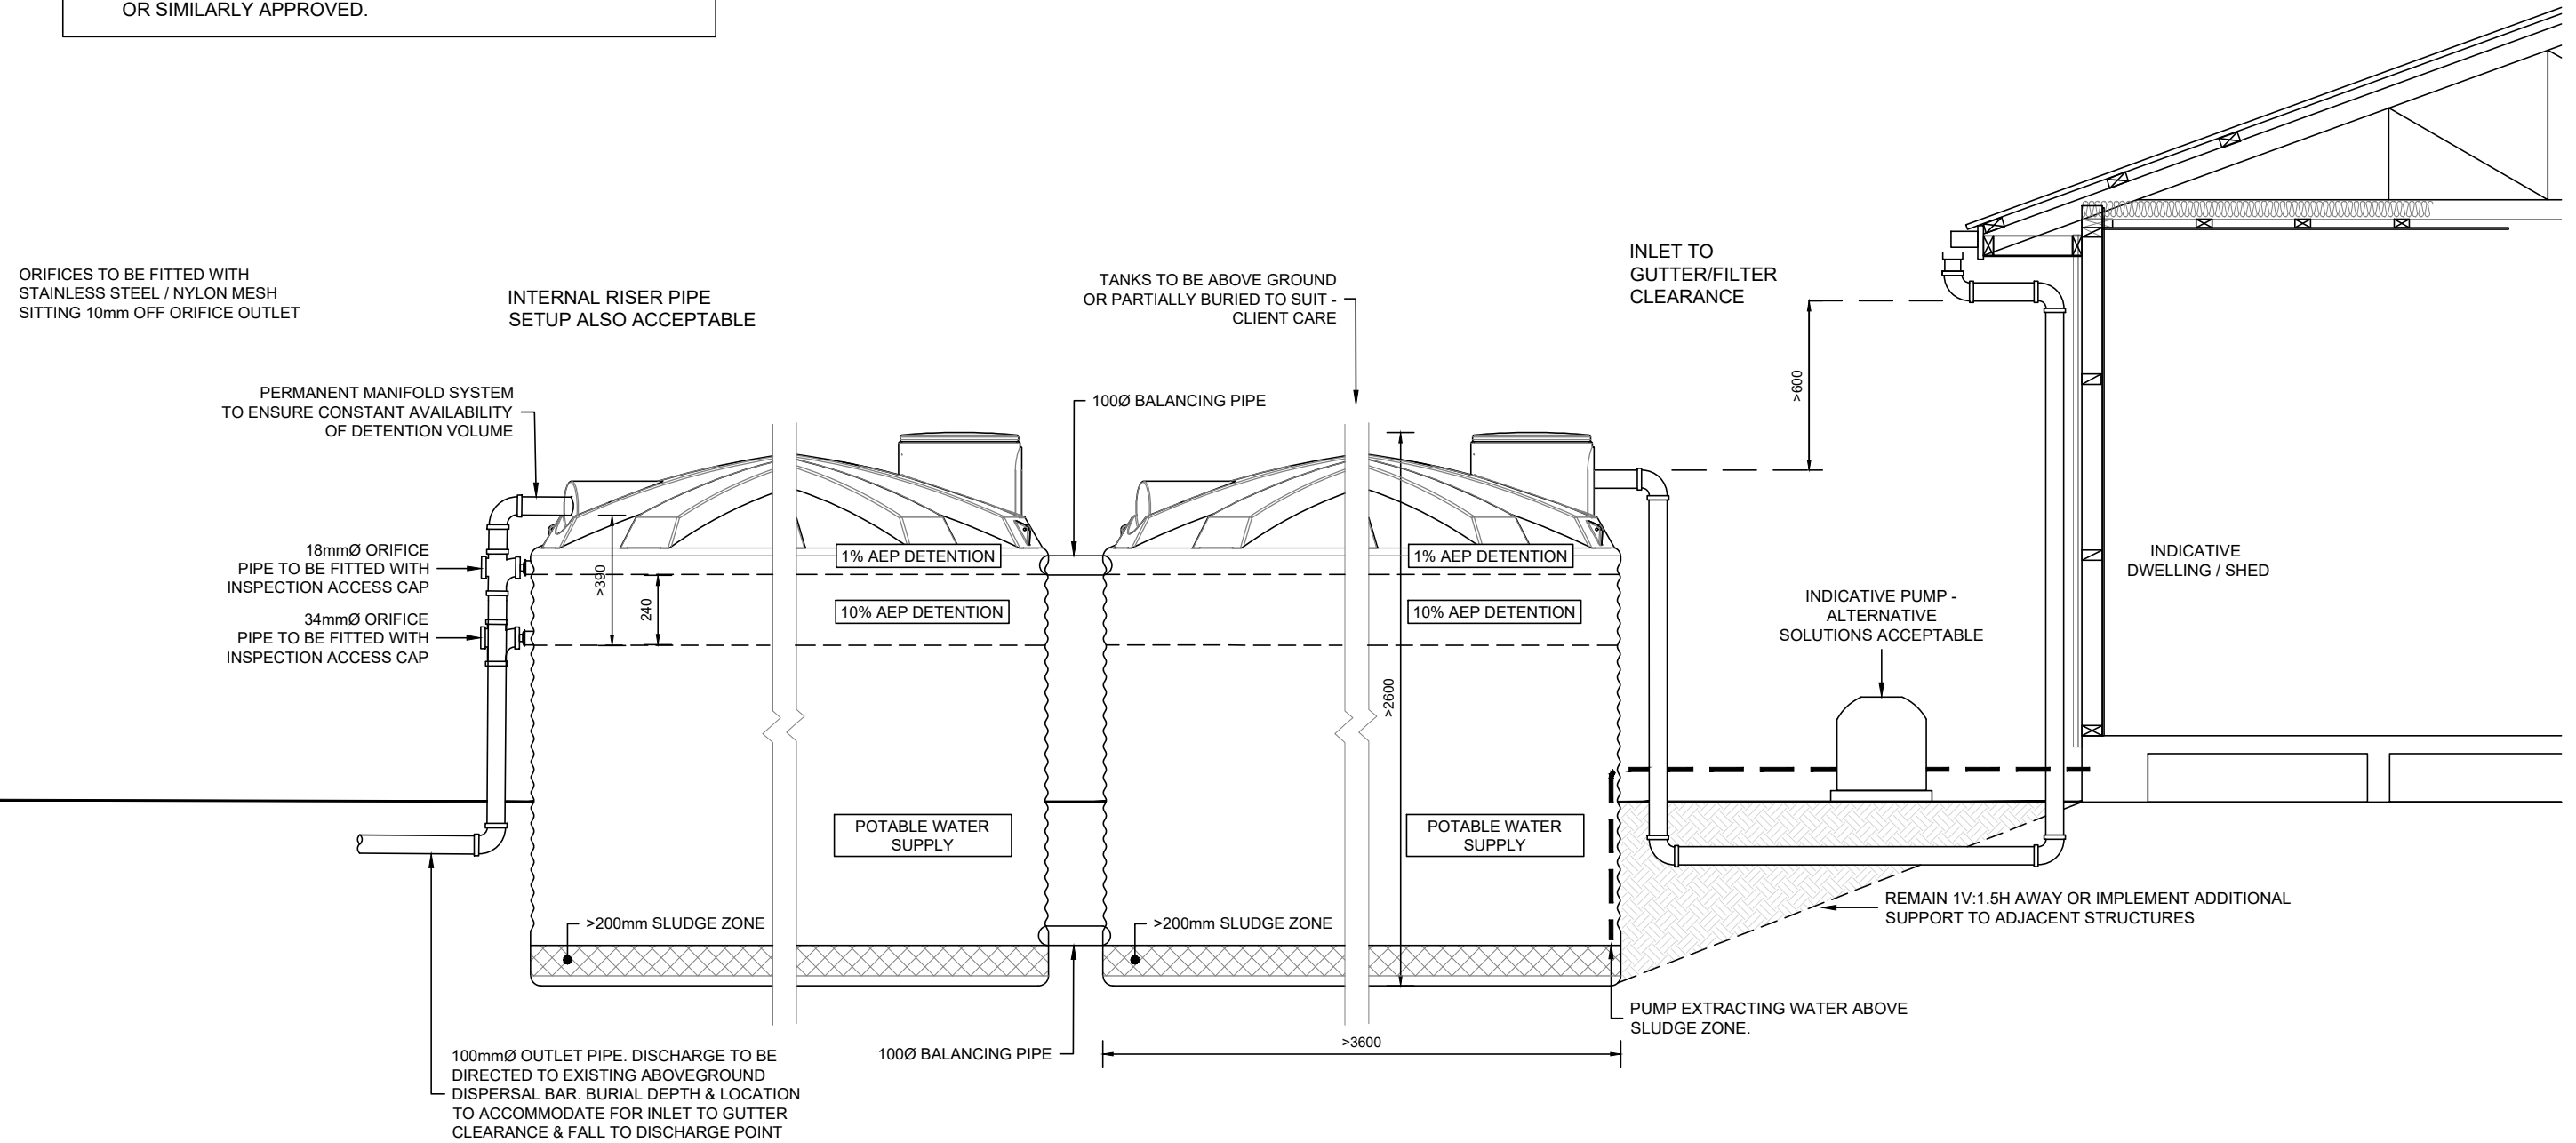 OR SIMILARLY APPROVED.
ORIFICES TO BE FITTED WITH
STAINLESS STEEL / NYLON MESH
SITTING 10mm OFF ORIFICE OUTLET
INTERNAL RISER PIPE
SETUP ALSO ACCEPTABLE
TANKS TO BE ABOVE GROUND
OR PARTIALLY BURIED TO SUIT -
CLIENT CARE
INLET TO
GUTTER/FILTER
CLEARANCE
>600
PERMANENT MANIFOLD SYSTEM
TO ENSURE CONSTANT AVAILABILITY
OF DETENTION VOLUME
100Ø BALANCING PIPE
18mmØ ORIFICE
PIPE TO BE FITTED WITH
INSPECTION ACCESS CAP
34mmØ ORIFICE
PIPE TO BE FITTED WITH
INSPECTION ACCESS CAP
>390
240
1% AEP DETENTION
10% AEP DETENTION
1% AEP DETENTION
10% AEP DETENTION
>2600
INDICATIVE
DWELLING / SHED
INDICATIVE PUMP -
ALTERNATIVE
SOLUTIONS ACCEPTABLE
POTABLE WATER
SUPPLY
POTABLE WATER
SUPPLY
>200mm SLUDGE ZONE
>200mm SLUDGE ZONE
REMAIN 1V:1.5H AWAY OR IMPLEMENT ADDITIONAL
SUPPORT TO ADJACENT STRUCTURES
PUMP EXTRACTING WATER ABOVE
SLUDGE ZONE.
>3600
100Ø BALANCING PIPE
100mmØ OUTLET PIPE. DISCHARGE TO BE
DIRECTED TO EXISTING ABOVEGROUND
DISPERSAL BAR. BURIAL DEPTH & LOCATION
TO ACCOMMODATE FOR INLET TO GUTTER
CLEARANCE & FALL TO DISCHARGE POINT